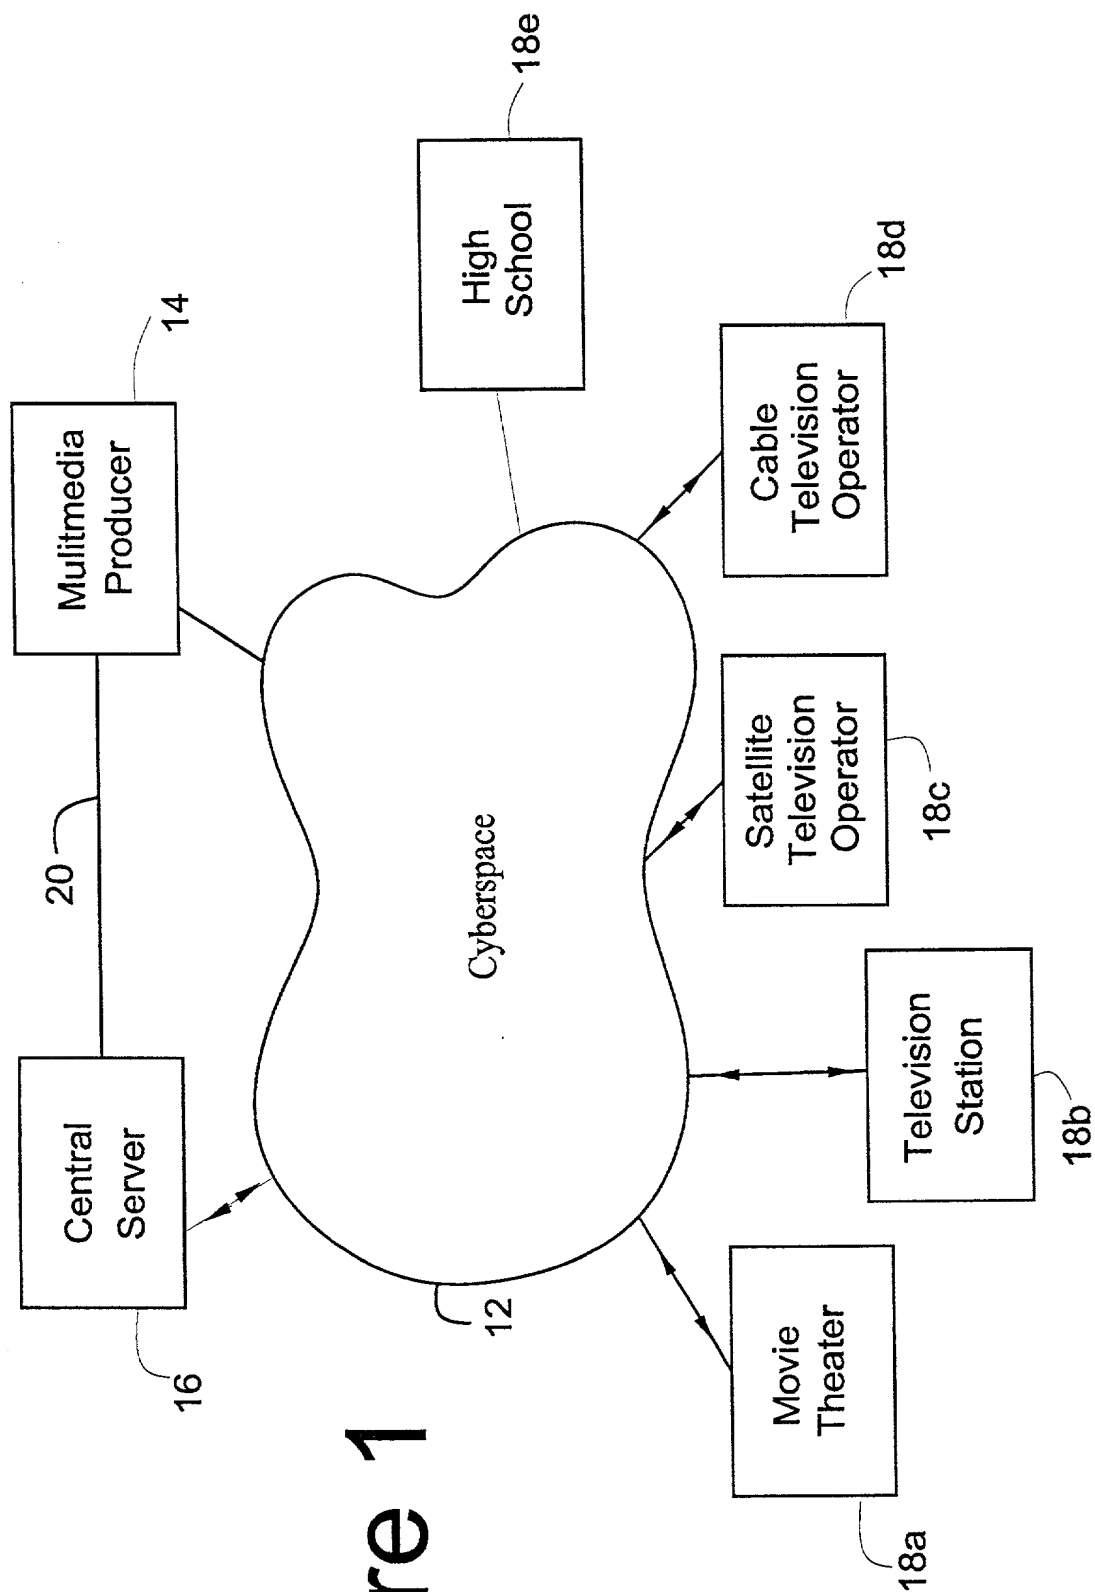 Central
Server
16
20
Mulitmedia
Producer
14
Cyberspace
12
High
School
18e
Movie
Theater
18a
Television
Station
18b
Satellite
Television
Operator
18c
Cable
Television
Operator
18d
re 1